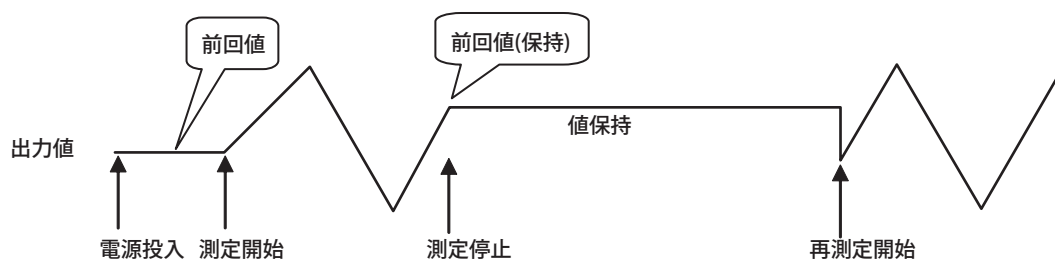 前回値
前回値(保持)
出力値
値保持
電源投入
測定開始
測定停止
再測定開始